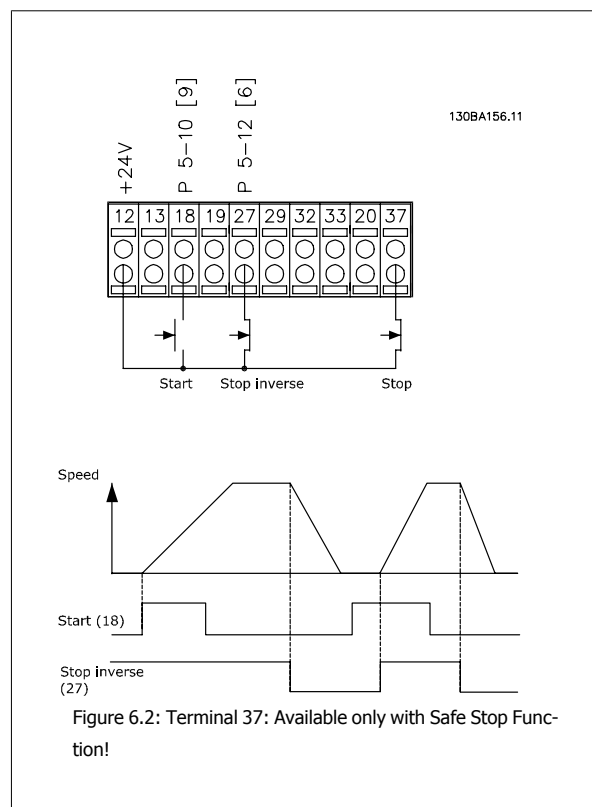 +24V
P 5-10 [9]
P 5-12 [6]
130BA156.11
12 13 18 19 27 29 32 33 20 37
Start Stop inverse Stop
Speed
Start (18)
Stop inverse
(27)
Figure 6.2: Terminal 37: Available only with Safe Stop Func-
tion!